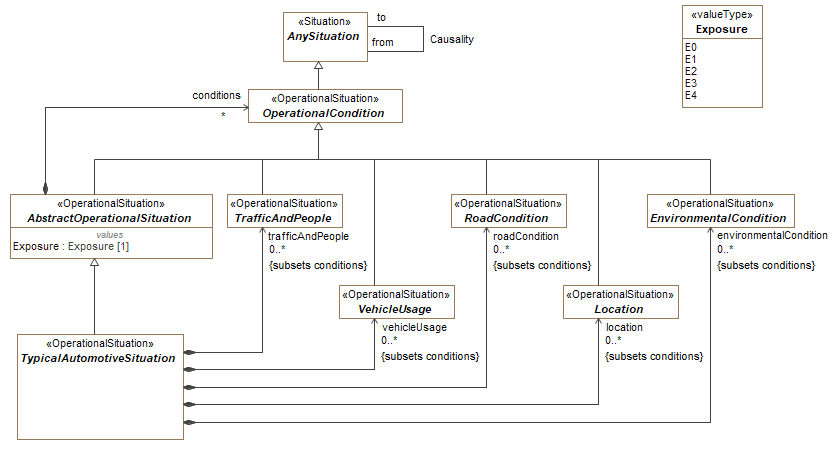 «Situation»
AnySituation
to
from
Causality
«valueType»
Exposure
E0
E1
E2
E3
E4
conditions
*
«OperationalSituation»
OperationalCondition
«OperationalSituation»
AbstractOperationalSituation
values
Exposure : Exposure [1]
«OperationalSituation»
TrafficAndPeople
trafficAndPeople
0..*
{subsets conditions}
«OperationalSituation»
RoadCondition
roadCondition
0..*
{subsets conditions}
«OperationalSituation»
EnvironmentalCondition
environmentalCondition
0..*
{subsets conditions}
«OperationalSituation»
VehicleUsage
vehicleUsage
0..*
{subsets conditions}
«OperationalSituation»
Location
location
0..*
{subsets conditions}
«OperationalSituation»
TypicalAutomotiveSituation